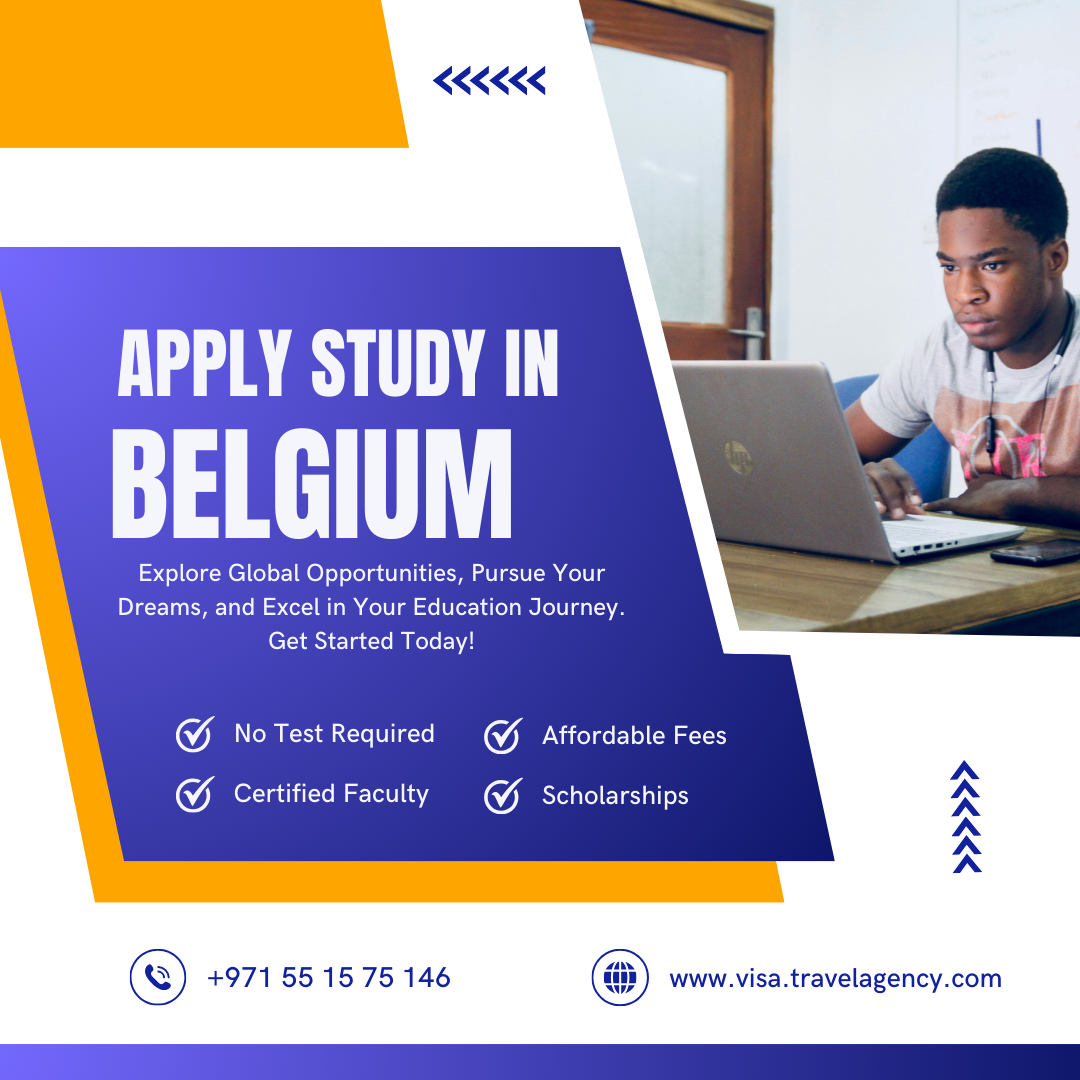 APPLY STUDY IN
BELGIUM
Explore Global Opportunities, Pursue Your
Dreams, and Excel in Your Education Journey.
Get Started Today!
No Test Required
Affordable Fees
Certified Faculty
Scholarships
+971 55 15 75 146
www.visa.travelagency.com